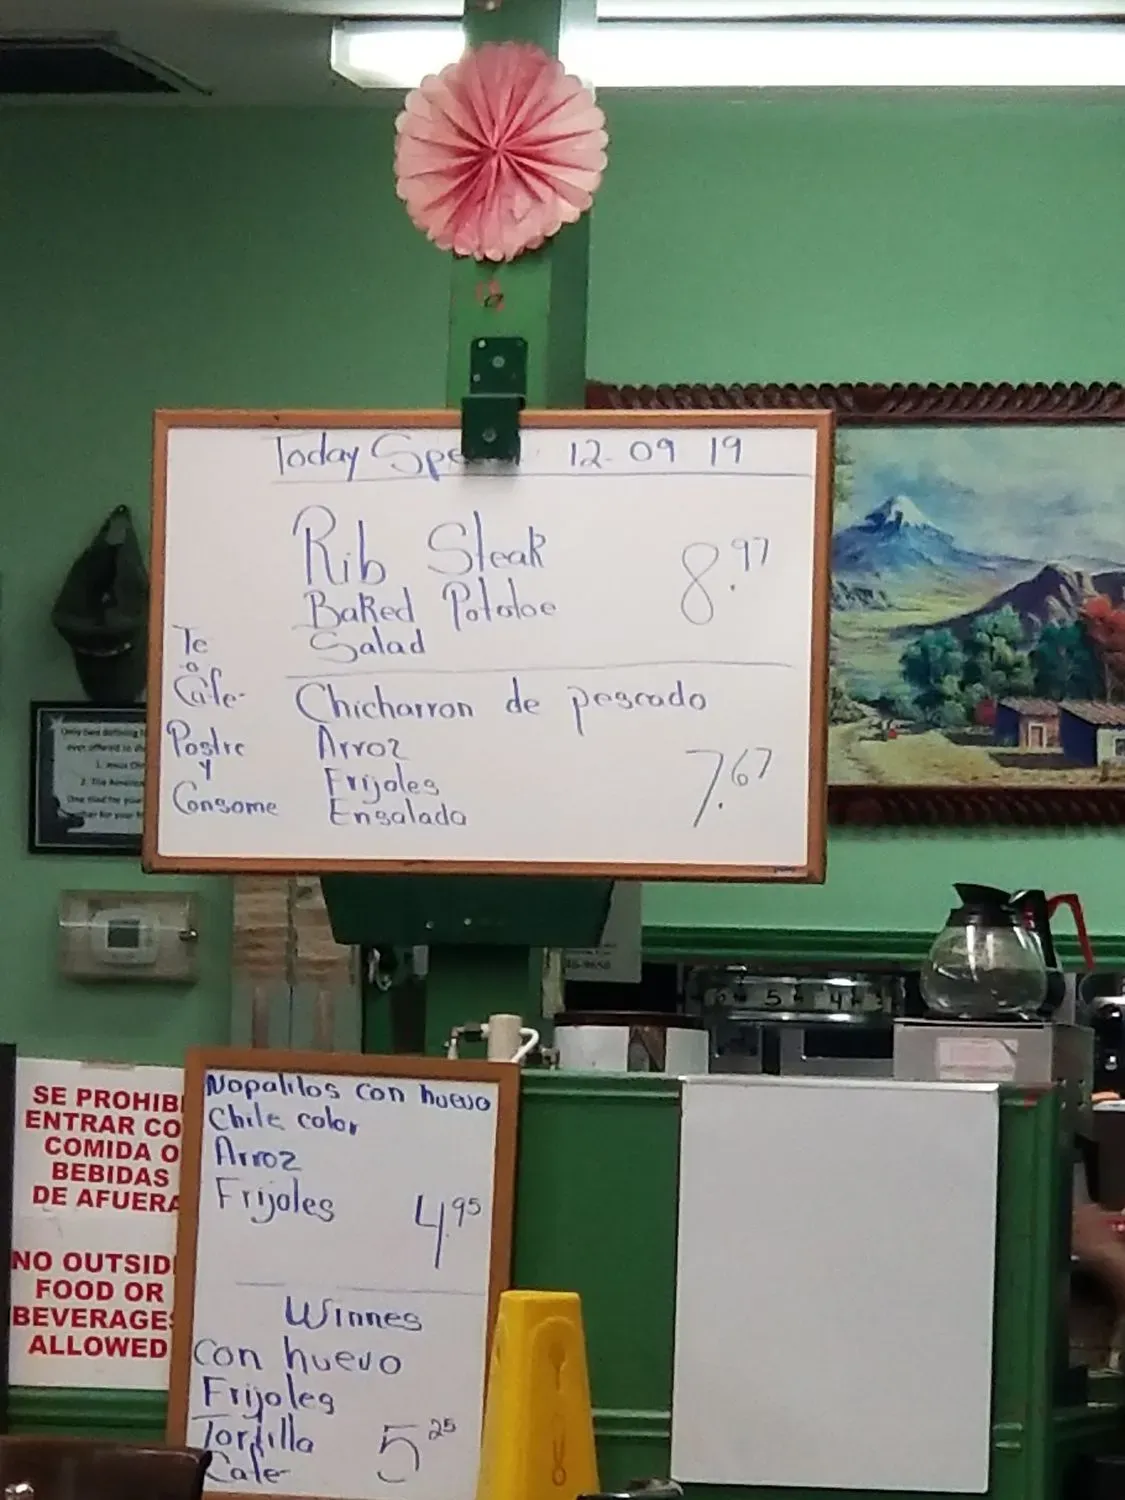 Today Spe 12-09 19
Rib Steak
Baked Potatoe
Salad
8.97
Te
o
Cafe
Postre
y
Consome
Chicharron de pescado
Arroz
Frijoles
Ensalada
7.67
SE PROHIB
ENTRAR CO
COMIDA O
BEBIDAS
DE AFUERA
NO OUTSID
FOOD OR
BEVERAGES
ALLOWED
Nopalitos con huevo
Chile color
Arroz
Frijoles
4.95
Winnes
con huevo
Frijoles
Tortilla
Cafe
5 25
5 4